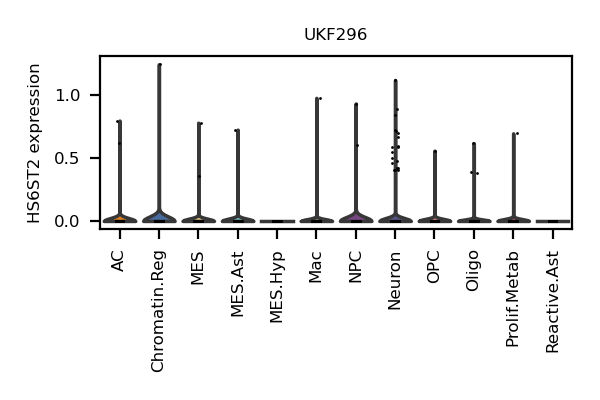 UKF296
HS6ST2 expression
1.0
0.5
0.0
AC
Chromatin.Reg
MES
MES.Ast
MES.Hyp
Mac
NPC
Neuron
OPC
Oligo
Prolif.Metab
Reactive.Ast